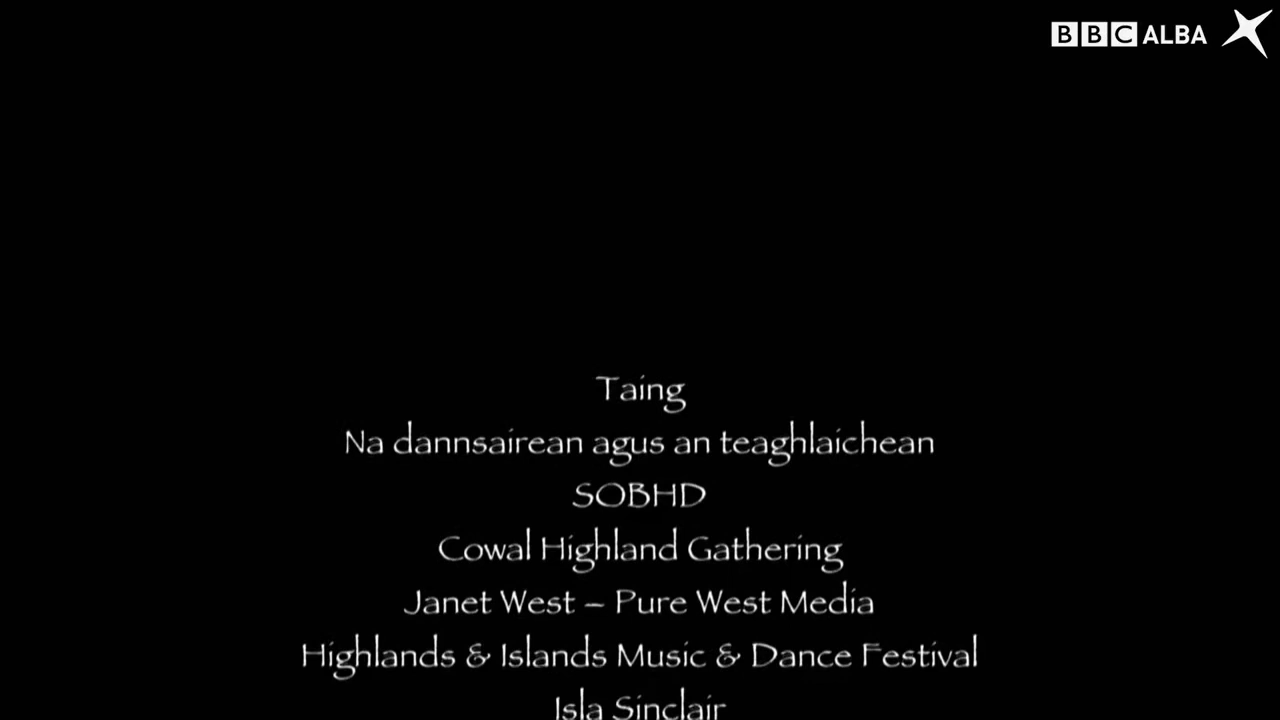 BBC ALBA
Taing
Na dannsairean agus an teaghlaichean
SOBHD
Cowal Highland Gathering
Janet West – Pure West Media
Highlands & Islands Music & Dance Festival
Isla Sinclair